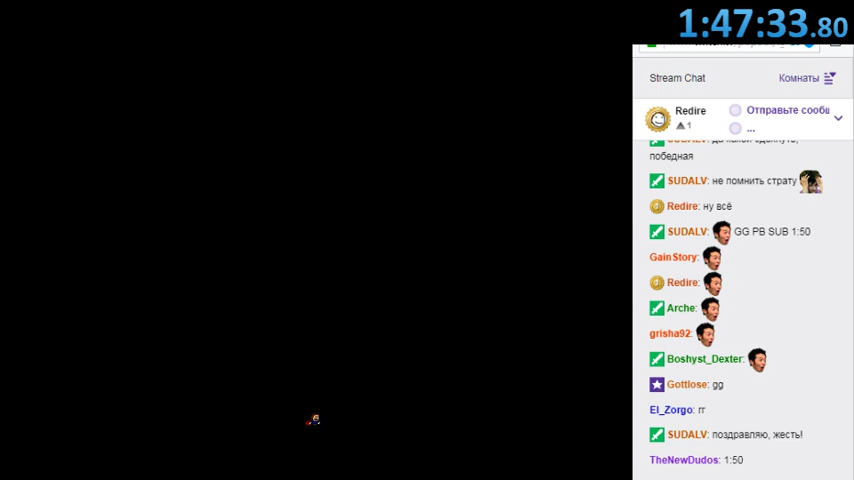 1:47:33.80
Stream Chat
Комнаты
Redire
1
Отправьте сообщ
...
победная
SUDALV: не помнить страту
Redire: ну всё
SUDALV: GG PB SUB 1:50
GainStory:
Redire:
Arche:
grisha92:
Boshyst_Dexter:
Gottlose: gg
El_Zorgo: гг
SUDALV: поздравляю, жесть!
TheNewDudos: 1:50